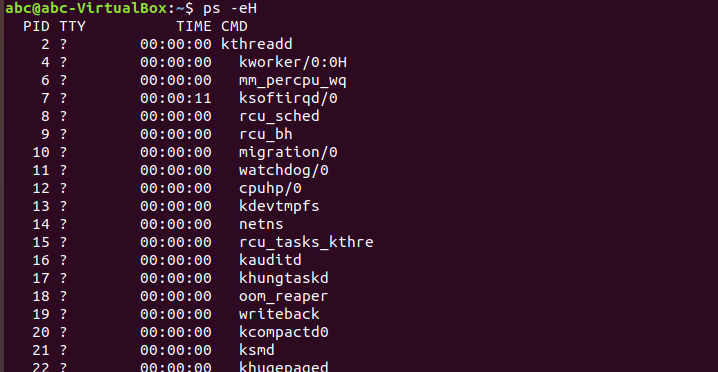 abc@abc-VirtualBox:~$ ps -eH
  PID TTY          TIME CMD
    2 ?        00:00:00 kthreadd
    4 ?        00:00:00   kworker/0:0H
    6 ?        00:00:00   mm_percpu_wq
    7 ?        00:00:11   ksoftirqd/0
    8 ?        00:00:00   rcu_sched
    9 ?        00:00:00   rcu_bh
   10 ?        00:00:00   migration/0
   11 ?        00:00:00   watchdog/0
   12 ?        00:00:00   cpuhp/0
   13 ?        00:00:00   kdevtmpfs
   14 ?        00:00:00   netns
   15 ?        00:00:00   rcu_tasks_kthre
   16 ?        00:00:00   kauditd
   17 ?        00:00:00   khungtaskd
   18 ?        00:00:00   oom_reaper
   19 ?        00:00:00   writeback
   20 ?        00:00:00   kcompactd0
   21 ?        00:00:00   ksmd
   22 ?        00:00:00   khugepaged